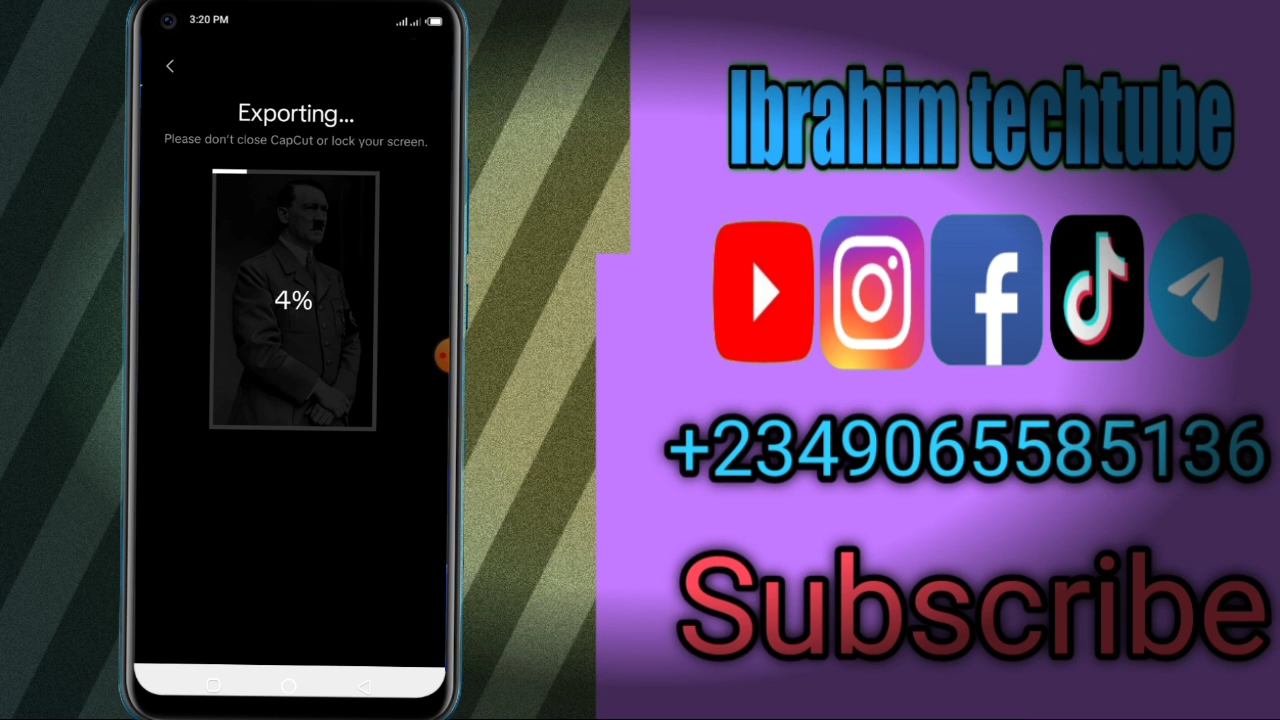 3:20 PM
Exporting...
Please don't close CapCut or lock your screen.
4%
Ibrahim techtube
+2349065585136
Subscribe